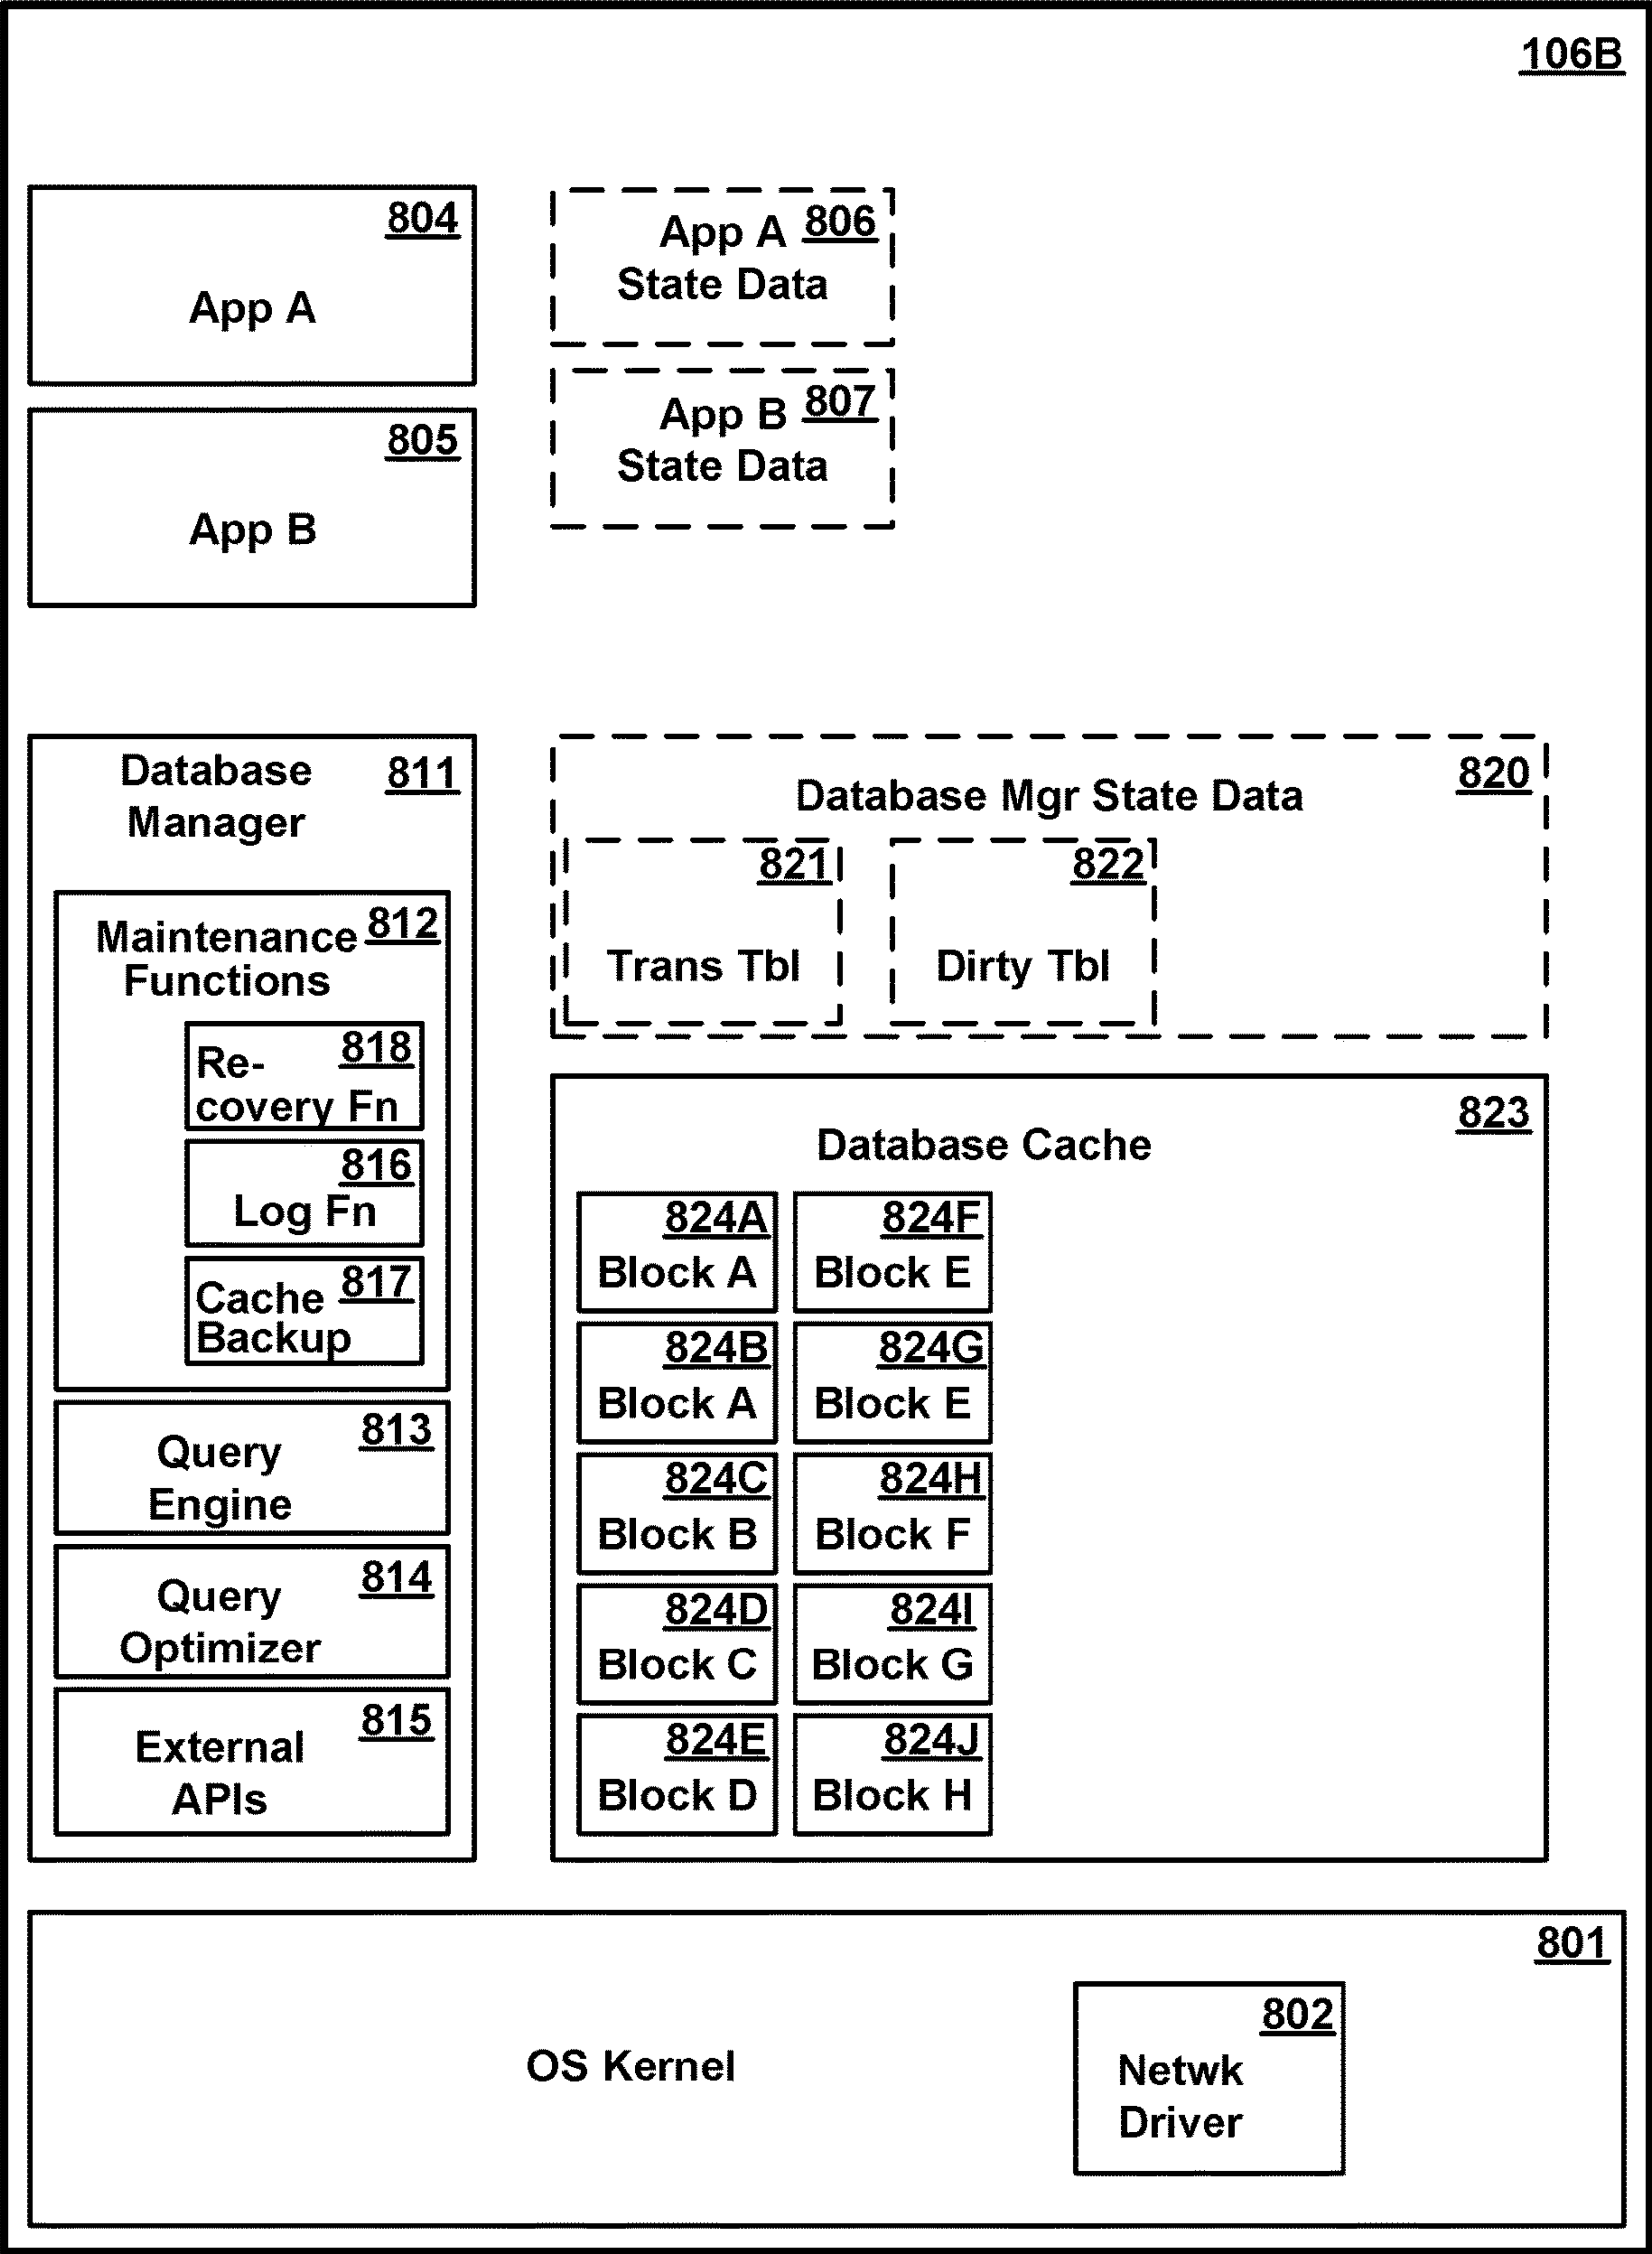 106B
804
App A
805
App B
App A 806
State Data
App B 807
State Data
Database 811
Manager
Maintenance 812
Functions
818
Re-
covery Fn
816
Log Fn
817
Cache
Backup
813
Query
Engine
814
Query
Optimizer
815
External
APIs
820
Database Mgr State Data
821
Trans Tbl
822
Dirty Tbl
823
Database Cache
824A
Block A
824B
Block A
824C
Block B
824D
Block C
824E
Block D
824F
Block E
824G
Block E
824H
Block F
824I
Block G
824J
Block H
801
OS Kernel
802
Netwk
Driver